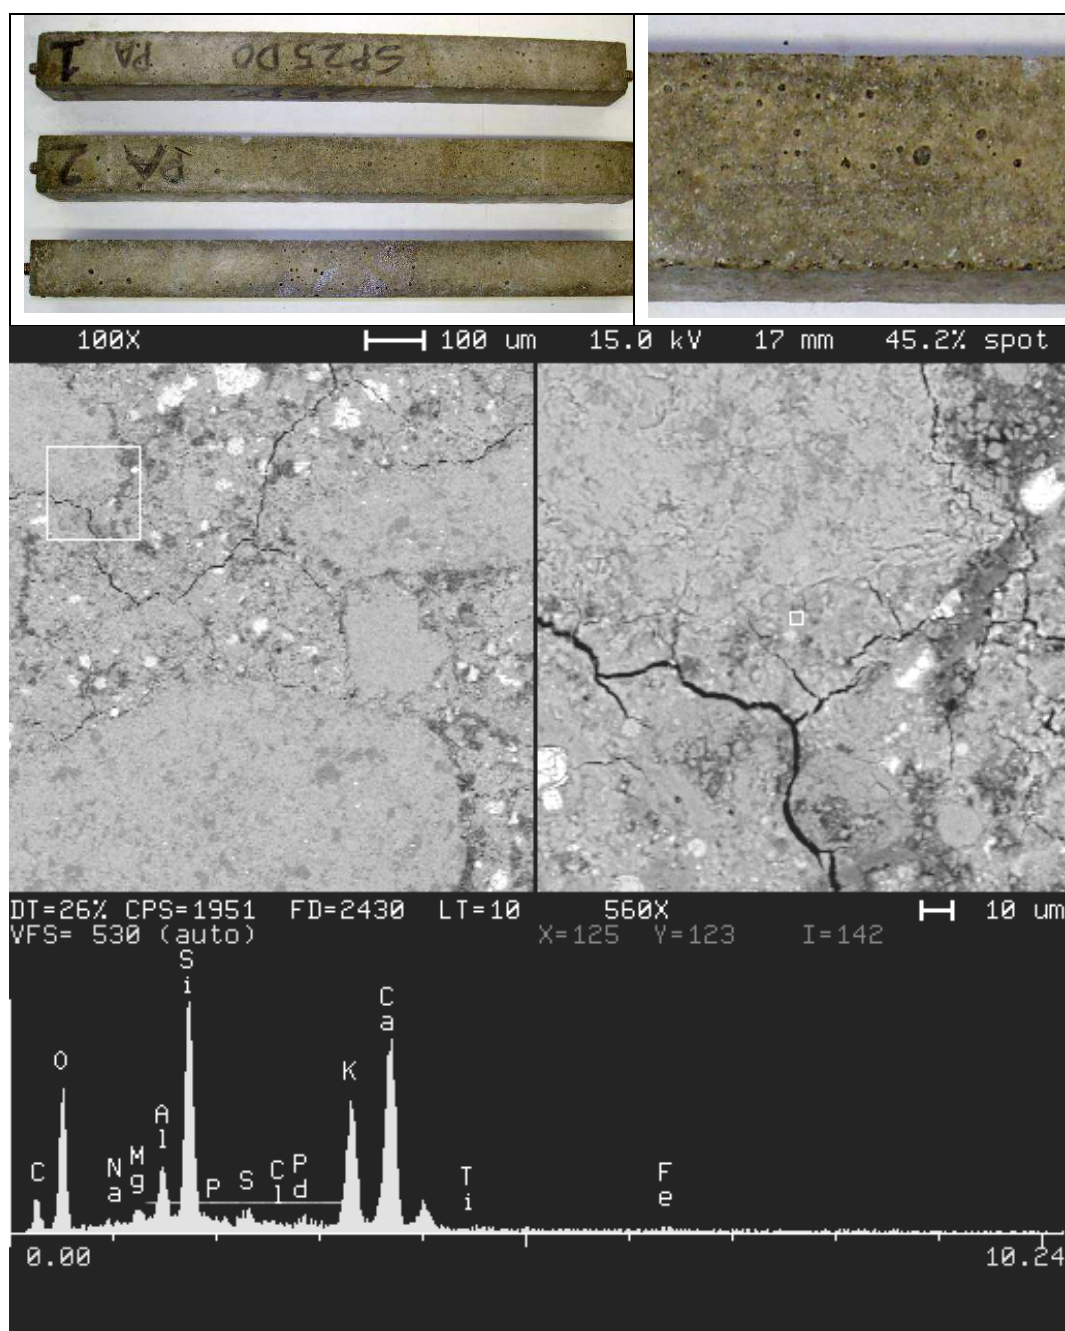 1 PA SP25DO
2 PA
100X 100 um 15.0 kV 17 mm 45.2% spot
DT=26% CPS=1951 FD=2430 LT=10 560X 10 um
VFS= 530 (auto) X=125 Y=123 I=142
C O Na Mg Al Si P S Cl Pd K Ca Ti Fe
0.00 10.24